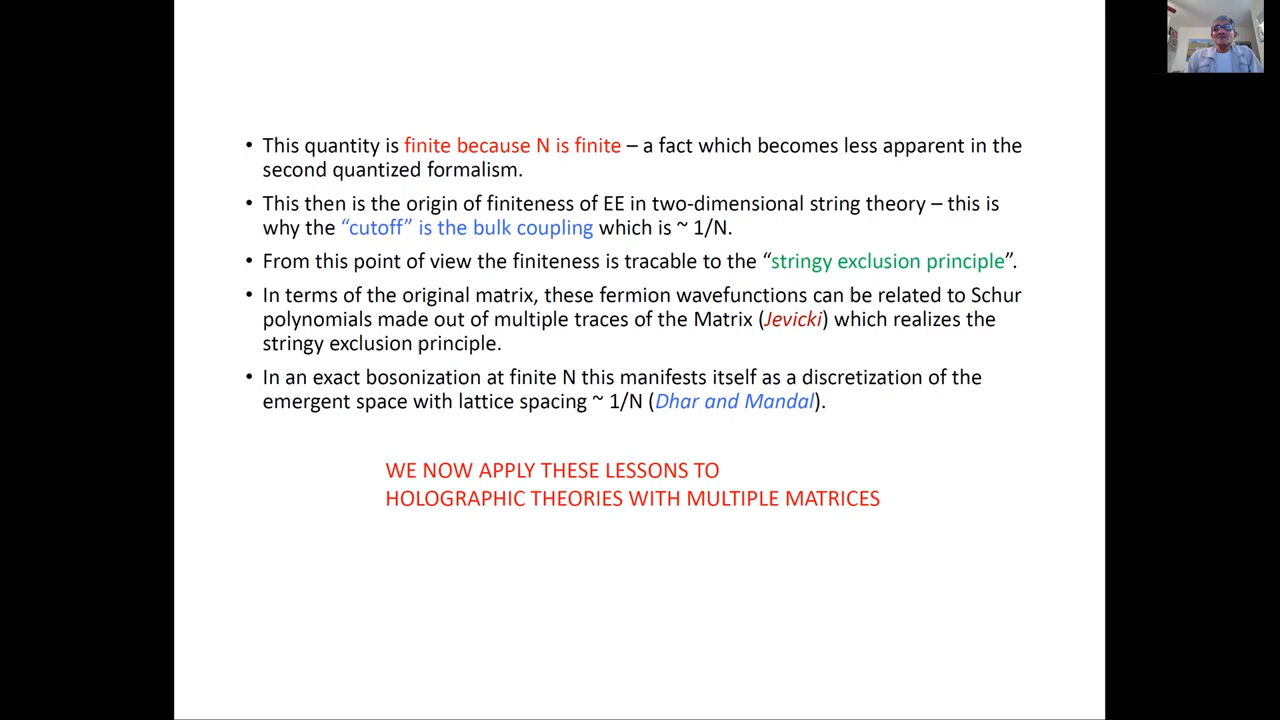 • This quantity is finite because N is finite – a fact which becomes less apparent in the
second quantized formalism.
• This then is the origin of finiteness of EE in two-dimensional string theory – this is
why the “cutoff” is the bulk coupling which is ~ 1/N.
• From this point of view the finiteness is tracable to the “stringy exclusion principle”.
• In terms of the original matrix, these fermion wavefunctions can be related to Schur
polynomials made out of multiple traces of the Matrix (Jevicki) which realizes the
stringy exclusion principle.
• In an exact bosonization at finite N this manifests itself as a discretization of the
emergent space with lattice spacing ~ 1/N (Dhar and Mandal).
WE NOW APPLY THESE LESSONS TO
HOLOGRAPHIC THEORIES WITH MULTIPLE MATRICES